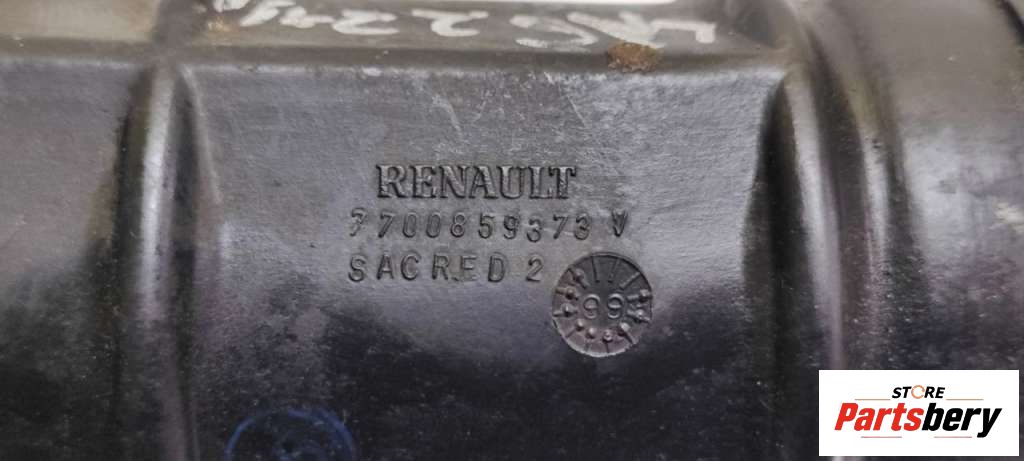 RENAULT
7700859373 V
SACRED 2
99
STORE
Partsbery